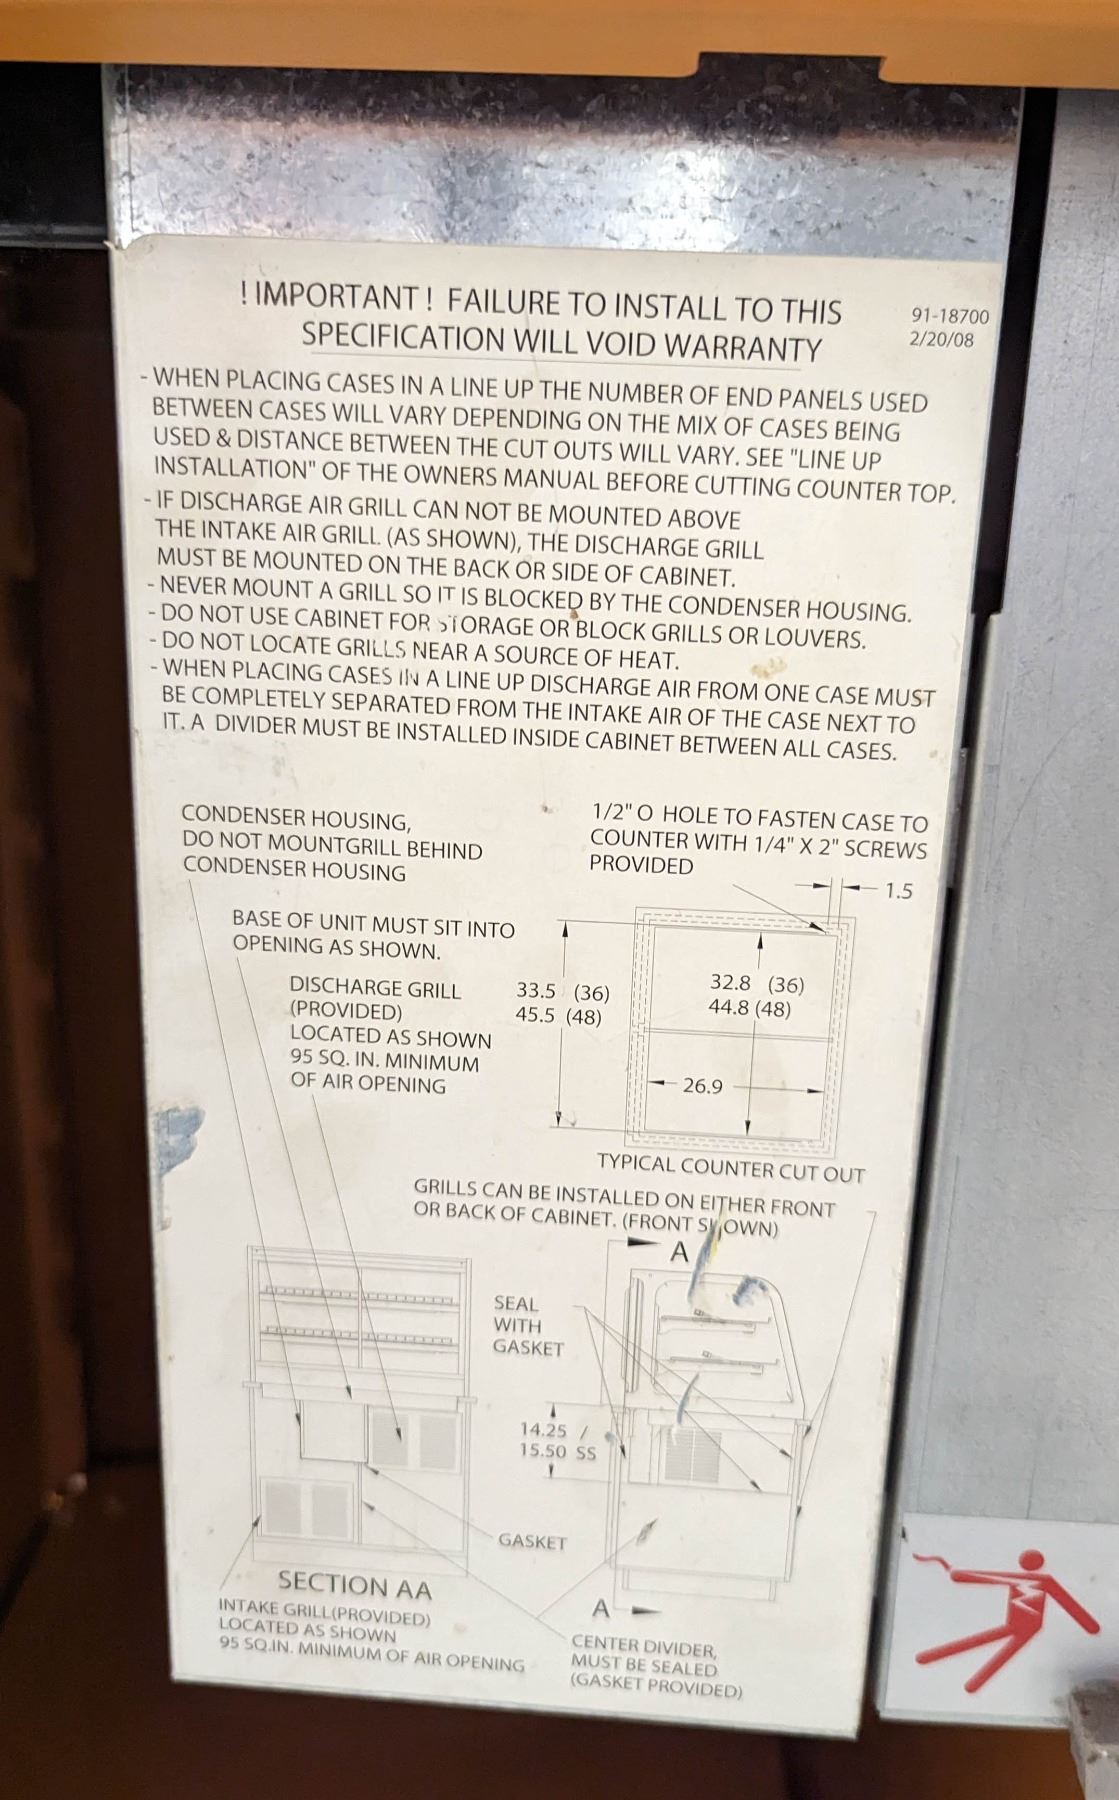 ! IMPORTANT ! FAILURE TO INSTALL TO THIS
SPECIFICATION WILL VOID WARRANTY
91-18700
2/20/08
- WHEN PLACING CASES IN A LINE UP THE NUMBER OF END PANELS USED
BETWEEN CASES WILL VARY DEPENDING ON THE MIX OF CASES BEING
USED & DISTANCE BETWEEN THE CUT OUTS WILL VARY. SEE "LINE UP
INSTALLATION" OF THE OWNERS MANUAL BEFORE CUTTING COUNTER TOP.
- IF DISCHARGE AIR GRILL CAN NOT BE MOUNTED ABOVE
THE INTAKE AIR GRILL. (AS SHOWN), THE DISCHARGE GRILL
MUST BE MOUNTED ON THE BACK OR SIDE OF CABINET.
- NEVER MOUNT A GRILL SO IT IS BLOCKED BY THE CONDENSER HOUSING.
- DO NOT USE CABINET FOR STORAGE OR BLOCK GRILLS OR LOUVERS.
- DO NOT LOCATE GRILLS NEAR A SOURCE OF HEAT.
- WHEN PLACING CASES IN A LINE UP DISCHARGE AIR FROM ONE CASE MUST
BE COMPLETELY SEPARATED FROM THE INTAKE AIR OF THE CASE NEXT TO
IT. A DIVIDER MUST BE INSTALLED INSIDE CABINET BETWEEN ALL CASES.
CONDENSER HOUSING,
DO NOT MOUNTGRILL BEHIND
CONDENSER HOUSING
1/2" O HOLE TO FASTEN CASE TO
COUNTER WITH 1/4" X 2" SCREWS
PROVIDED
1.5
BASE OF UNIT MUST SIT INTO
OPENING AS SHOWN.
DISCHARGE GRILL
(PROVIDED)
LOCATED AS SHOWN
95 SQ. IN. MINIMUM
OF AIR OPENING
33.5 (36)
45.5 (48)
32.8 (36)
44.8 (48)
26.9
TYPICAL COUNTER CUT OUT
GRILLS CAN BE INSTALLED ON EITHER FRONT
OR BACK OF CABINET. (FRONT SHOWN)
A
SEAL
WITH
GASKET
14.25 /
15.50 SS
GASKET
SECTION AA
INTAKE GRILL(PROVIDED)
LOCATED AS SHOWN
95 SQ.IN. MINIMUM OF AIR OPENING
A
CENTER DIVIDER,
MUST BE SEALED
(GASKET PROVIDED)